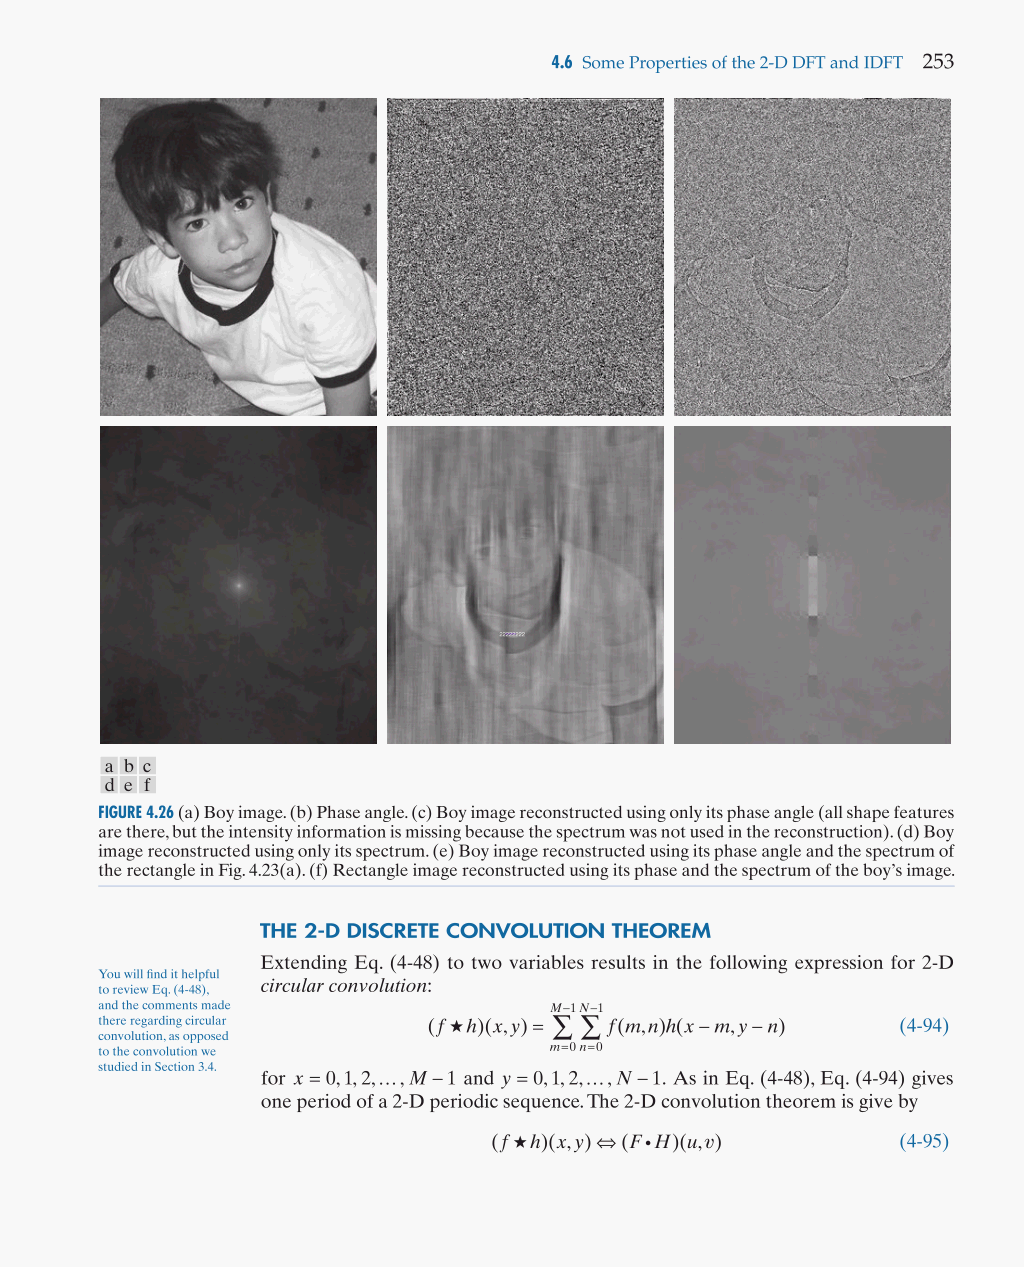 4.6 Some Properties of the 2-D DFT and IDFT 253
a b c
d e f
FIGURE 4.26 (a) Boy image. (b) Phase angle. (c) Boy image reconstructed using only its phase angle (all shape features
are there, but the intensity information is missing because the spectrum was not used in the reconstruction). (d) Boy
image reconstructed using only its spectrum. (e) Boy image reconstructed using its phase angle and the spectrum of
the rectangle in Fig. 4.23(a). (f) Rectangle image reconstructed using its phase and the spectrum of the boy's image.
THE 2-D DISCRETE CONVOLUTION THEOREM
Extending Eq. (4-48) to two variables results in the following expression for 2-D
circular convolution:
You will find it helpful
to review Eq. (4-48),
and the comments made
there regarding circular
convolution, as opposed
to the convolution we
studied in Section 3.4.
(f ★ h)(x, y) = ∑_{m=0}^{M−1} ∑_{n=0}^{N−1} f(m,n)h(x − m, y − n) (4-94)
for x = 0, 1, 2, …, M − 1 and y = 0, 1, 2, …, N − 1. As in Eq. (4-48), Eq. (4-94) gives
one period of a 2-D periodic sequence. The 2-D convolution theorem is give by
(f ★ h)(x, y) ⇔ (F • H)(u, v) (4-95)